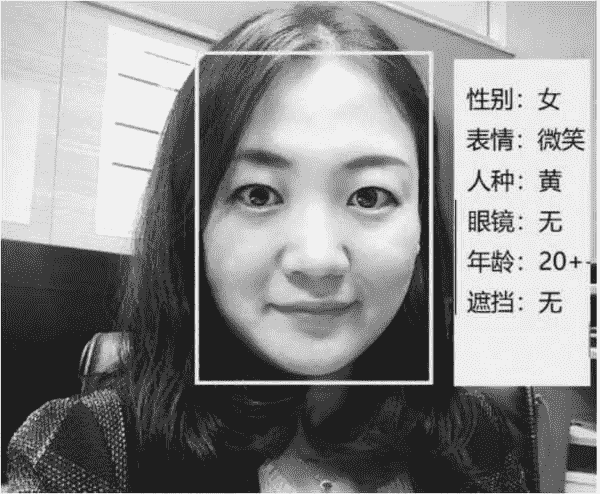 性别：女
表情：微笑
人种：黄
眼镜：无
年龄：20+
遮挡：无